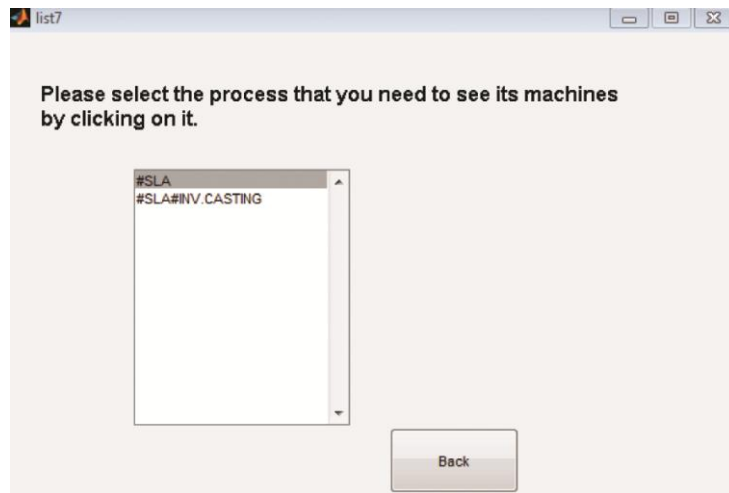 list7
Please select the process that you need to see its machines
by clicking on it.
#SLA
#SLA#INV.CASTING
Back